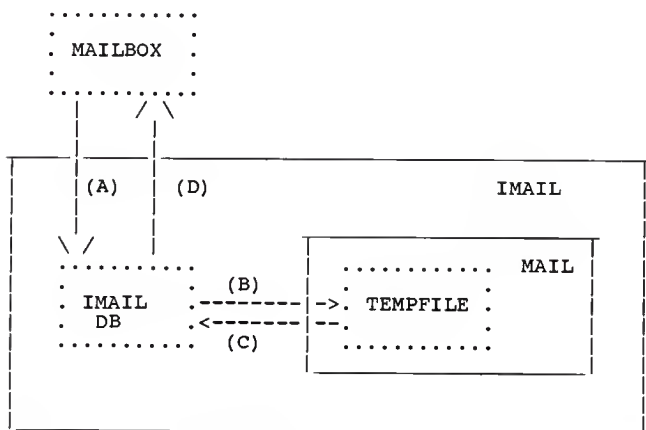 MAILBOX
(A) (D) IMAIL
MAIL
(B)
IMAIL TEMPFILE
DB
(C)